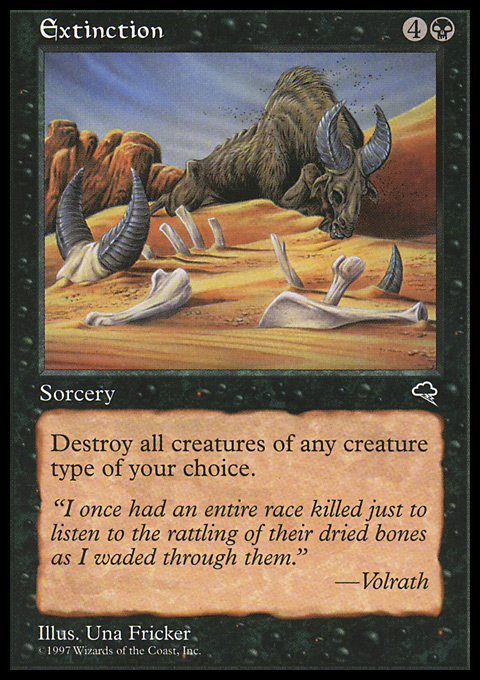 Extinction 4
Sorcery
Destroy all creatures of any creature
type of your choice.
“I once had an entire race killed just to
listen to the rattling of their dried bones
as I waded through them.”
—Volrath
Illus. Una Fricker
©1997 Wizards of the Coast, Inc.